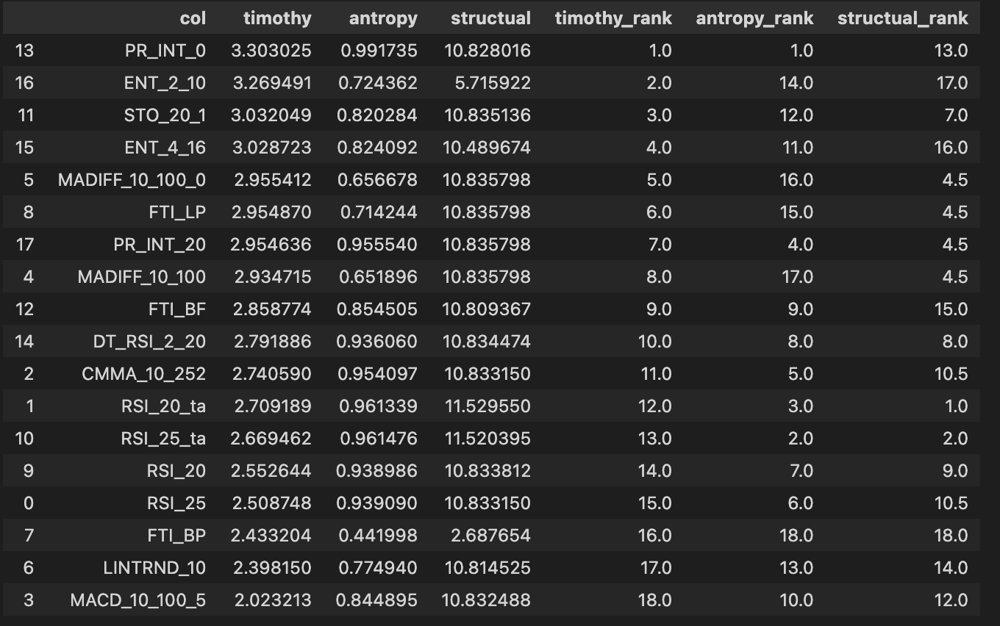 col timothy antropy structual timothy_rank antropy_rank structual_rank
13 PR_INT_0 3.303025 0.991735 10.828016 1.0 1.0 13.0
16 ENT_2_10 3.269491 0.724362 5.715922 2.0 14.0 17.0
11 STO_20_1 3.032049 0.820284 10.835136 3.0 12.0 7.0
15 ENT_4_16 3.028723 0.824092 10.489674 4.0 11.0 16.0
5 MADIFF_10_100_0 2.955412 0.656678 10.835798 5.0 16.0 4.5
8 FTI_LP 2.954870 0.714244 10.835798 6.0 15.0 4.5
17 PR_INT_20 2.954636 0.955540 10.835798 7.0 4.0 4.5
4 MADIFF_10_100 2.934715 0.651896 10.835798 8.0 17.0 4.5
12 FTI_BF 2.858774 0.854505 10.809367 9.0 9.0 15.0
14 DT_RSI_2_20 2.791886 0.936060 10.834474 10.0 8.0 8.0
2 CMMA_10_252 2.740590 0.954097 10.833150 11.0 5.0 10.5
1 RSI_20_ta 2.709189 0.961339 11.529550 12.0 3.0 1.0
10 RSI_25_ta 2.669462 0.961476 11.520395 13.0 2.0 2.0
9 RSI_20 2.552644 0.938986 10.833812 14.0 7.0 9.0
0 RSI_25 2.508748 0.939090 10.833150 15.0 6.0 10.5
7 FTI_BP 2.433204 0.441998 2.687654 16.0 18.0 18.0
6 LINTRND_10 2.398150 0.774940 10.814525 17.0 13.0 14.0
3 MACD_10_100_5 2.023213 0.844895 10.832488 18.0 10.0 12.0